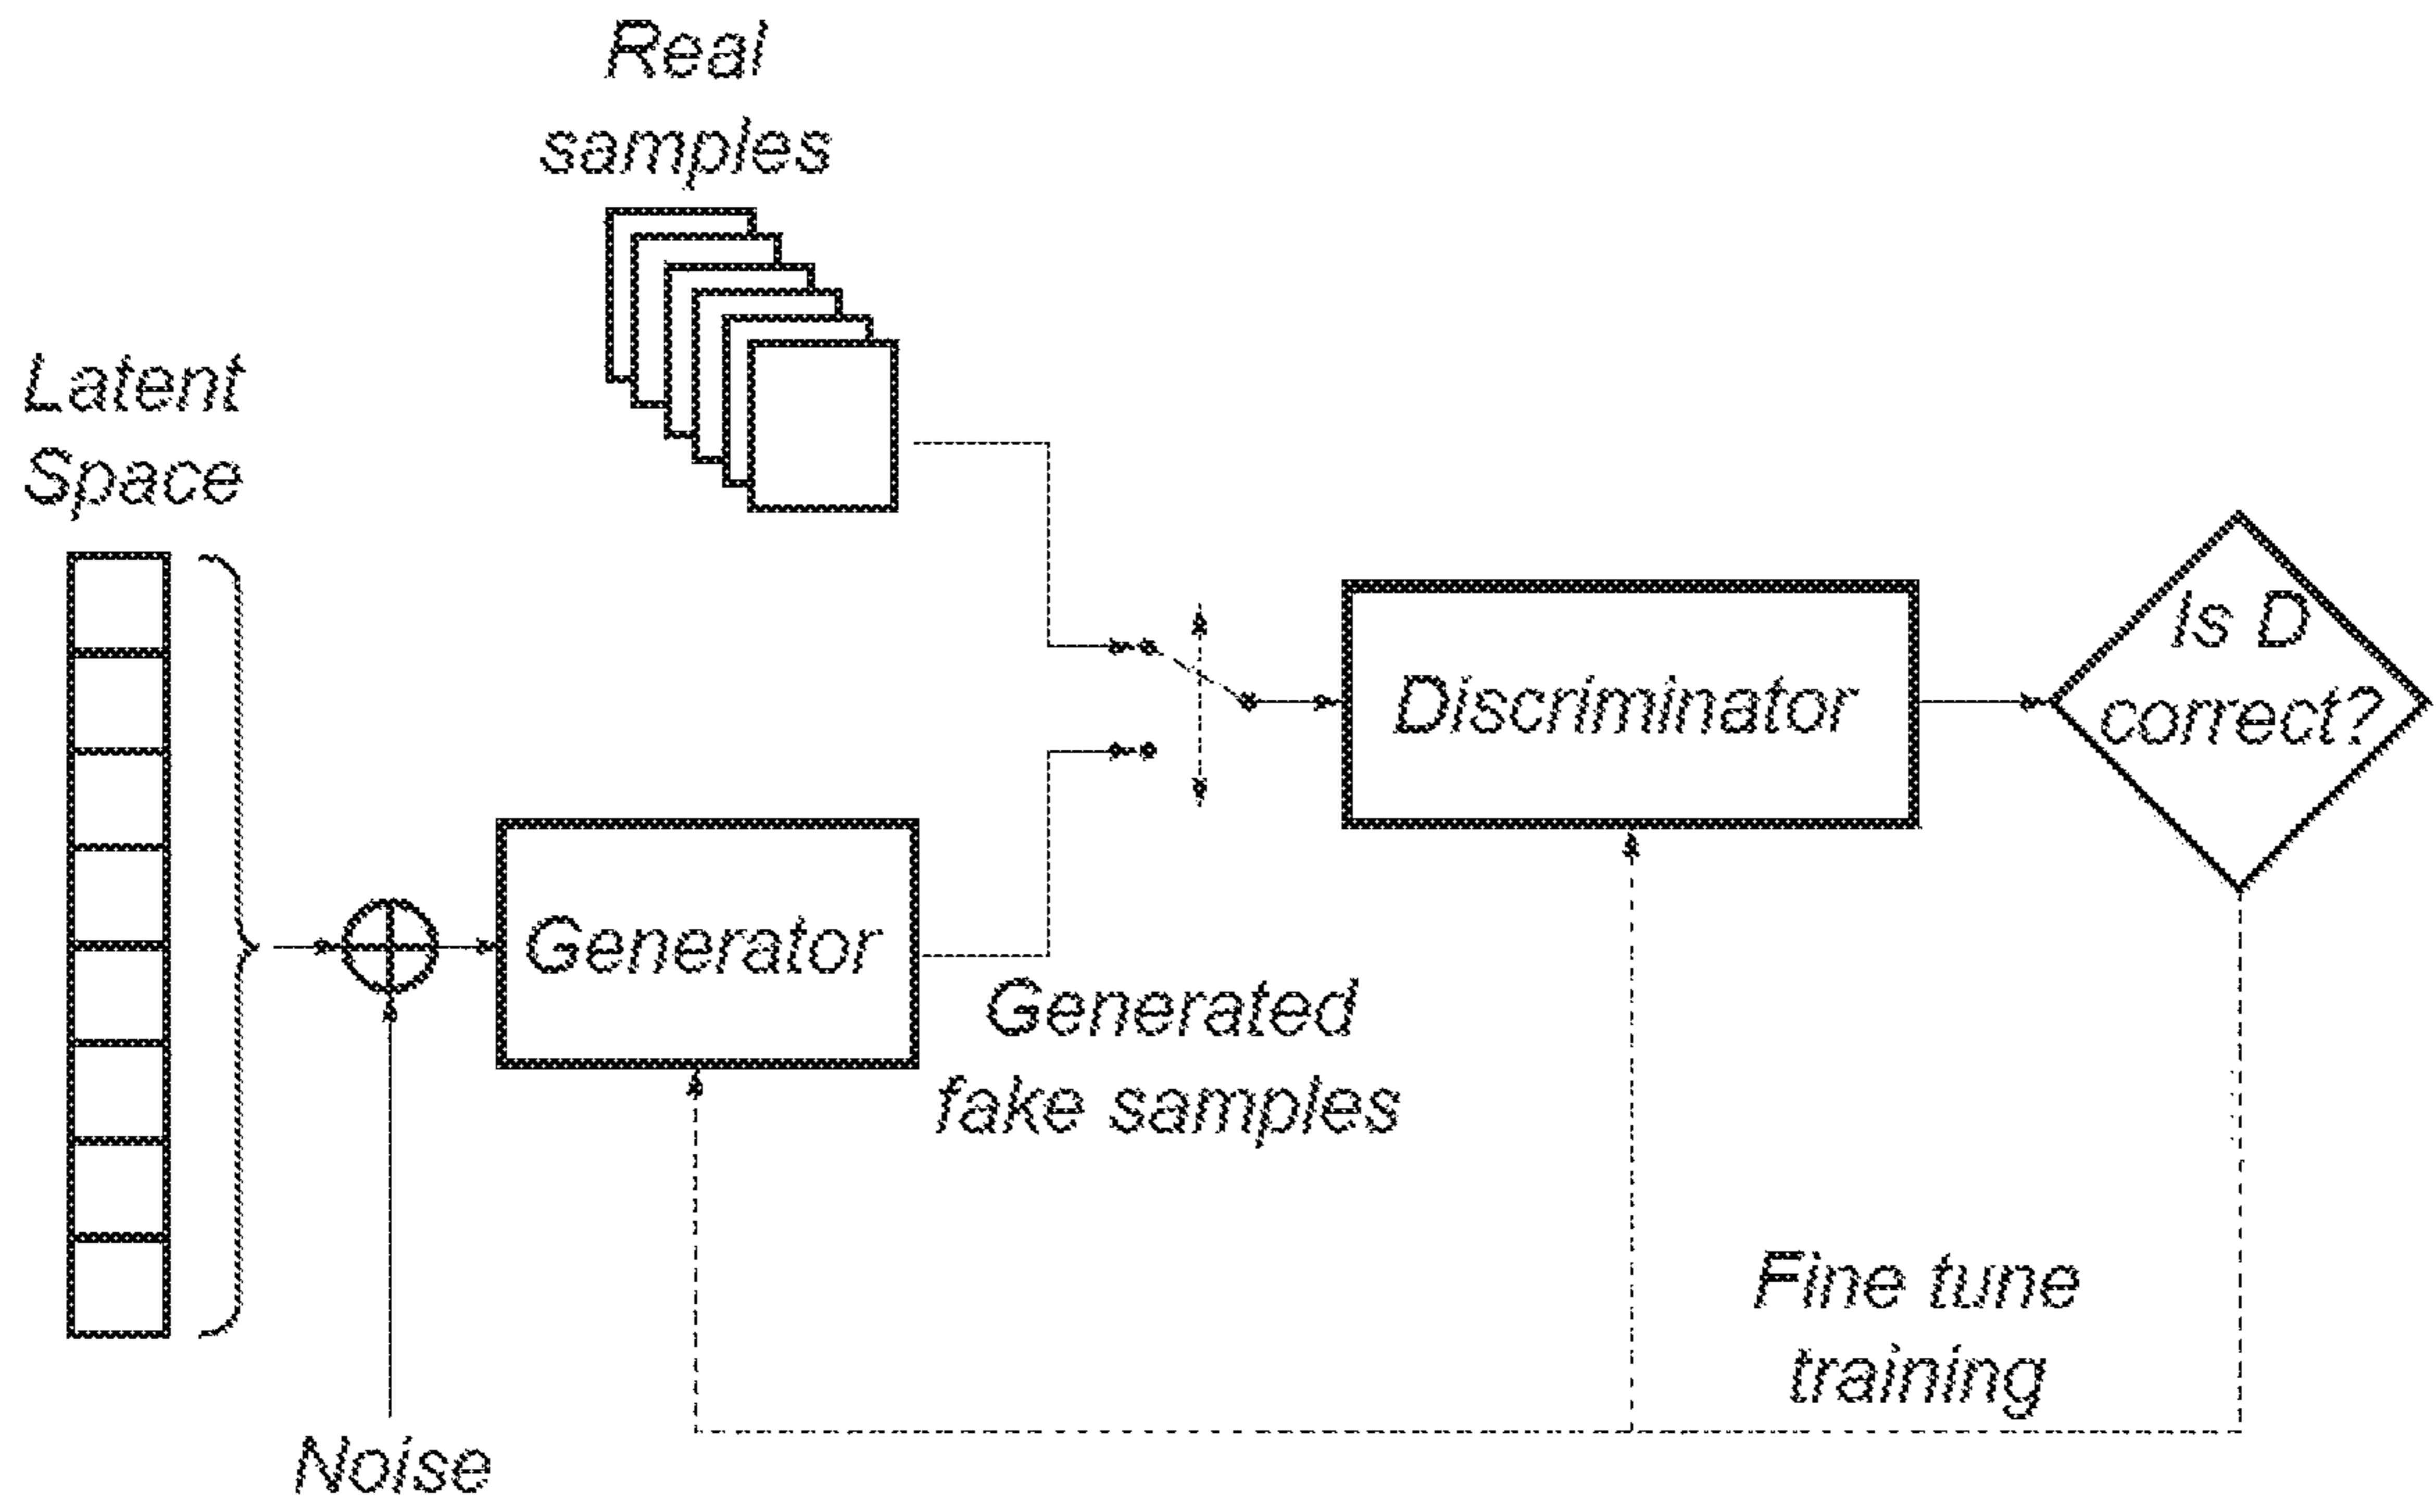 Real
samples
Latent
Space
Is D
correct?
Discriminator
Generator
Generated
fake samples
Fine tune
training
Noise